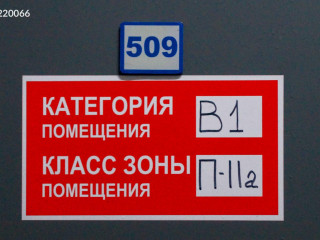 220066
509
КАТЕГОРИЯ В1
ПОМЕЩЕНИЯ
КЛАСС ЗОНЫ П-IIа
ПОМЕЩЕНИЯ